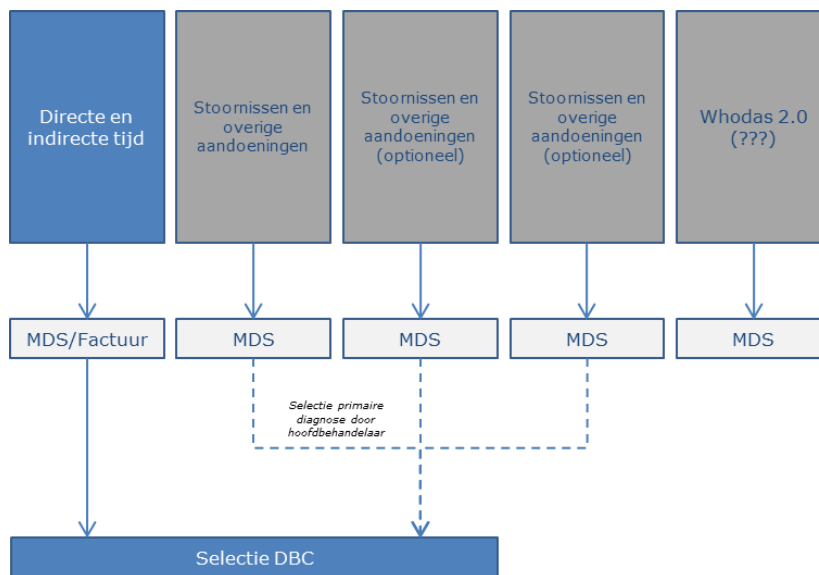 Directe en
indirecte tijd
Stoornissen en
overige
aandoeningen
Stoornissen en
overige
aandoeningen
(optioneel)
Stoornissen en
overige
aandoeningen
(optioneel)
Whodas 2.0
(???)
MDS/Factuur
MDS
MDS
MDS
MDS
Selectie primaire
diagnose door
hoofdbehandelaar
Selectie DBC